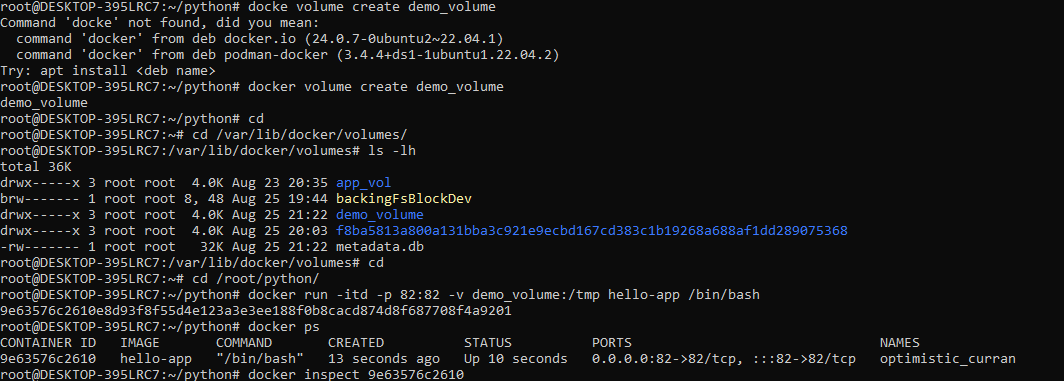 root@DESKTOP-395LRC7:~/python# docke volume create demo_volume
Command 'docke' not found, did you mean:
  command 'docker' from deb docker.io (24.0.7-0ubuntu2~22.04.1)
  command 'docker' from deb podman-docker (3.4.4+ds1-1ubuntu1.22.04.2)
Try: apt install <deb name>
root@DESKTOP-395LRC7:~/python# docker volume create demo_volume
demo_volume
root@DESKTOP-395LRC7:~/python# cd
root@DESKTOP-395LRC7:~# cd /var/lib/docker/volumes/
root@DESKTOP-395LRC7:/var/lib/docker/volumes# ls -lh
total 36K
drwx-----x 3 root root  4.0K Aug 23 20:35 app_vol
brw------- 1 root root 8, 48 Aug 25 19:44 backingFsBlockDev
drwx-----x 3 root root  4.0K Aug 25 21:22 demo_volume
drwx-----x 3 root root  4.0K Aug 25 20:03 f8ba5813a800a131bba3c921e9ecbd167cd383c1b19268a688af1dd289075368
-rw------- 1 root root   32K Aug 25 21:22 metadata.db
root@DESKTOP-395LRC7:/var/lib/docker/volumes# cd
root@DESKTOP-395LRC7:~# cd /root/python/
root@DESKTOP-395LRC7:~/python# docker run -itd -p 82:82 -v demo_volume:/tmp hello-app /bin/bash
9e63576c2610e8d93f8f55d4e123a3e3ee188f0b8cacd874d8f687708f4a9201
root@DESKTOP-395LRC7:~/python# docker ps
CONTAINER ID   IMAGE       COMMAND       CREATED          STATUS          PORTS                               NAMES
9e63576c2610   hello-app   "/bin/bash"   13 seconds ago   Up 10 seconds   0.0.0.0:82->82/tcp, :::82->82/tcp   optimistic_curran
root@DESKTOP-395LRC7:~/python# docker inspect 9e63576c2610